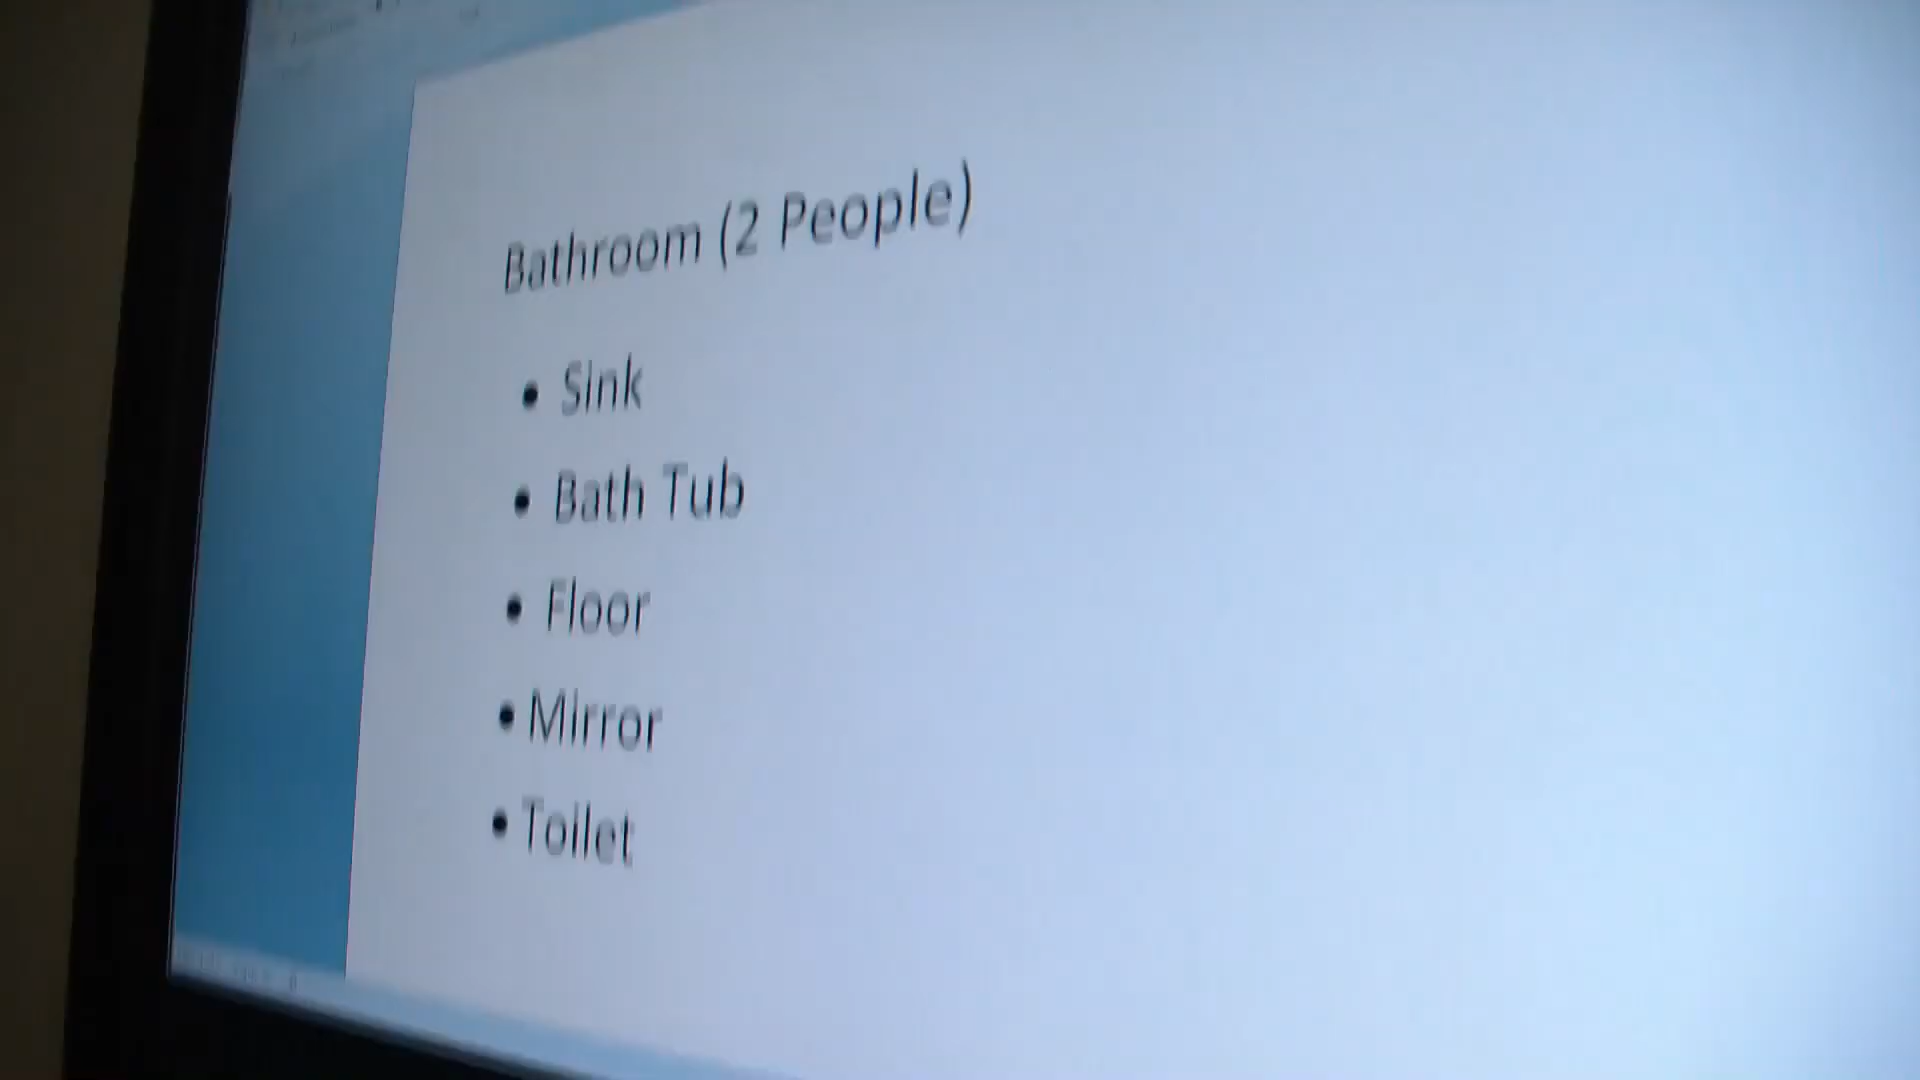 Bathroom (2 People)
• Sink
• Bath Tub
• Floor
• Mirror
• Toilet